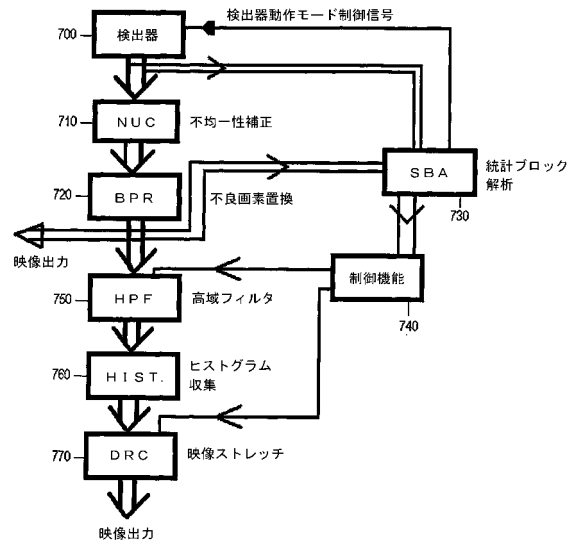 検出器動作モード制御信号
700
検出器
710
NUC
不均一性補正
720
BPR
不良画素置換
SBA
統計ブロック
解析
730
映像出力
制御機能
740
750
HPF
高域フィルタ
760
HIST.
ヒストグラム
収集
770
DRC
映像ストレッチ
映像出力